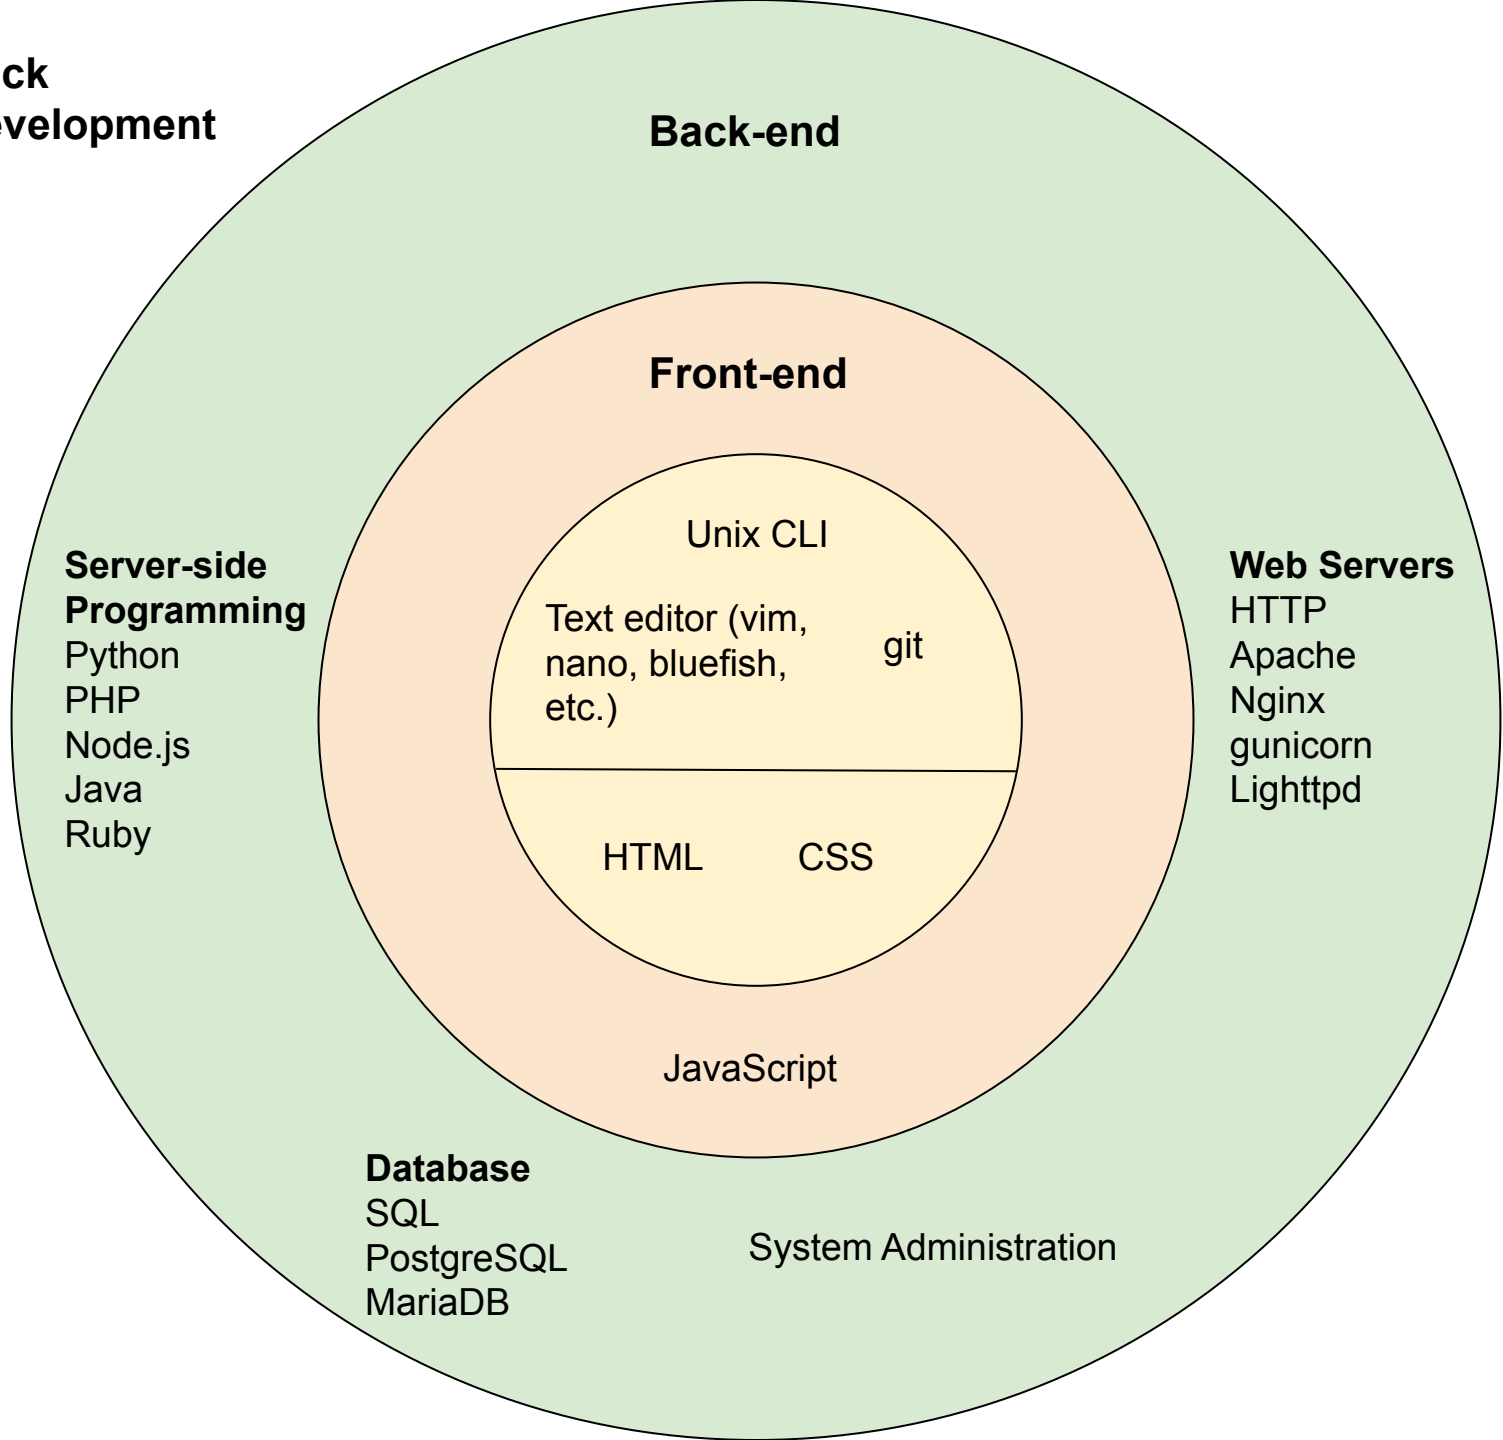 ck
evelopment
Back-end
Front-end
Unix CLI
Text editor (vim,
nano, bluefish,
etc.)
git
HTML CSS
JavaScript
Server-side
Programming
Python
PHP
Node.js
Java
Ruby
Web Servers
HTTP
Apache
Nginx
gunicorn
Lighttpd
Database
SQL
PostgreSQL
MariaDB
System Administration